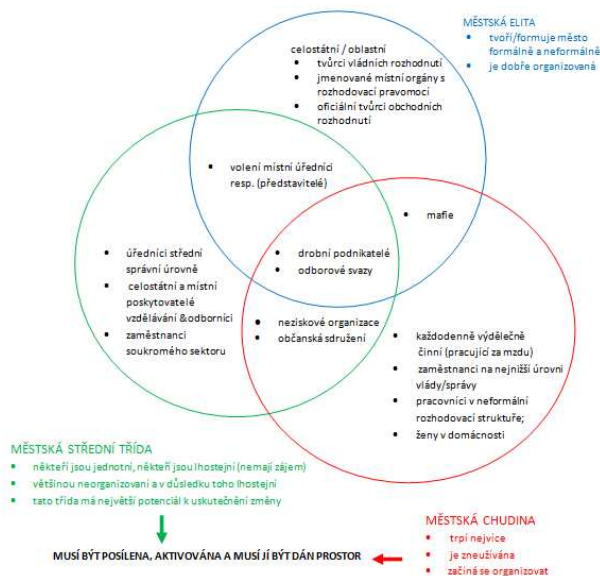 MĚSTSKÁ ELITA
tvoří/formuje město
formálně a neformálně
je dobře organizovaná
celostátní / oblastní
tvůrci vládních rozhodnutí
jmenované místní orgány s
rozhodovací pravomocí
oficiální tvůrci obchodních
rozhodnutí
volení místní úředníci
resp. (představitelé)
mafie
úředníci střední
správní úrovně
celostátní a místní
poskytovatelé
vzdělávání &odborníci
zaměstnanci
soukromého sektoru
drobní podnikatelé
odborové svazy
neziskové organizace
občanská sdružení
každodenně výdělečně
činní (pracující za mzdu)
zaměstnanci na nejnižší úrovni
vlády/správy
pracovníci v neformální
rozhodovací struktuře;
ženy v domácnosti
MĚSTSKÁ STŘEDNÍ TŘÍDA
někteří jsou jednotní, někteří jsou lhostejní (nemají zájem)
většinou neorganizovaní a v důsledku toho lhostejní
tato třída má největší potenciál k uskutečnění změny
MUSÍ BÝT POSÍLENA, AKTIVOVÁNA A MUSÍ JÍ BÝT DÁN PROSTOR
MĚSTSKÁ CHUDINA
trpí nejvíce
je zneužívána
začíná se organizovat